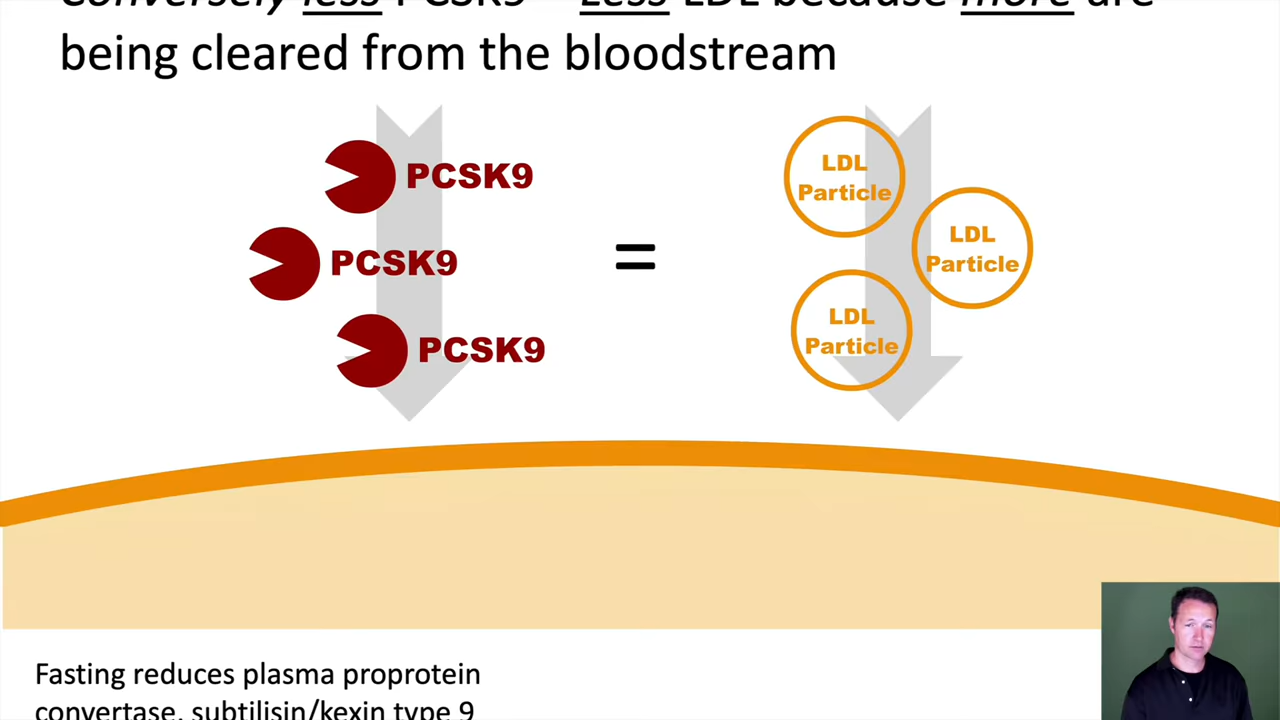 Conversely less PCSK9 = Less LDL because more are
being cleared from the bloodstream
PCSK9
PCSK9
PCSK9
=
LDL
Particle
LDL
Particle
LDL
Particle
Fasting reduces plasma proprotein
convertase, subtilisin/kexin type 9